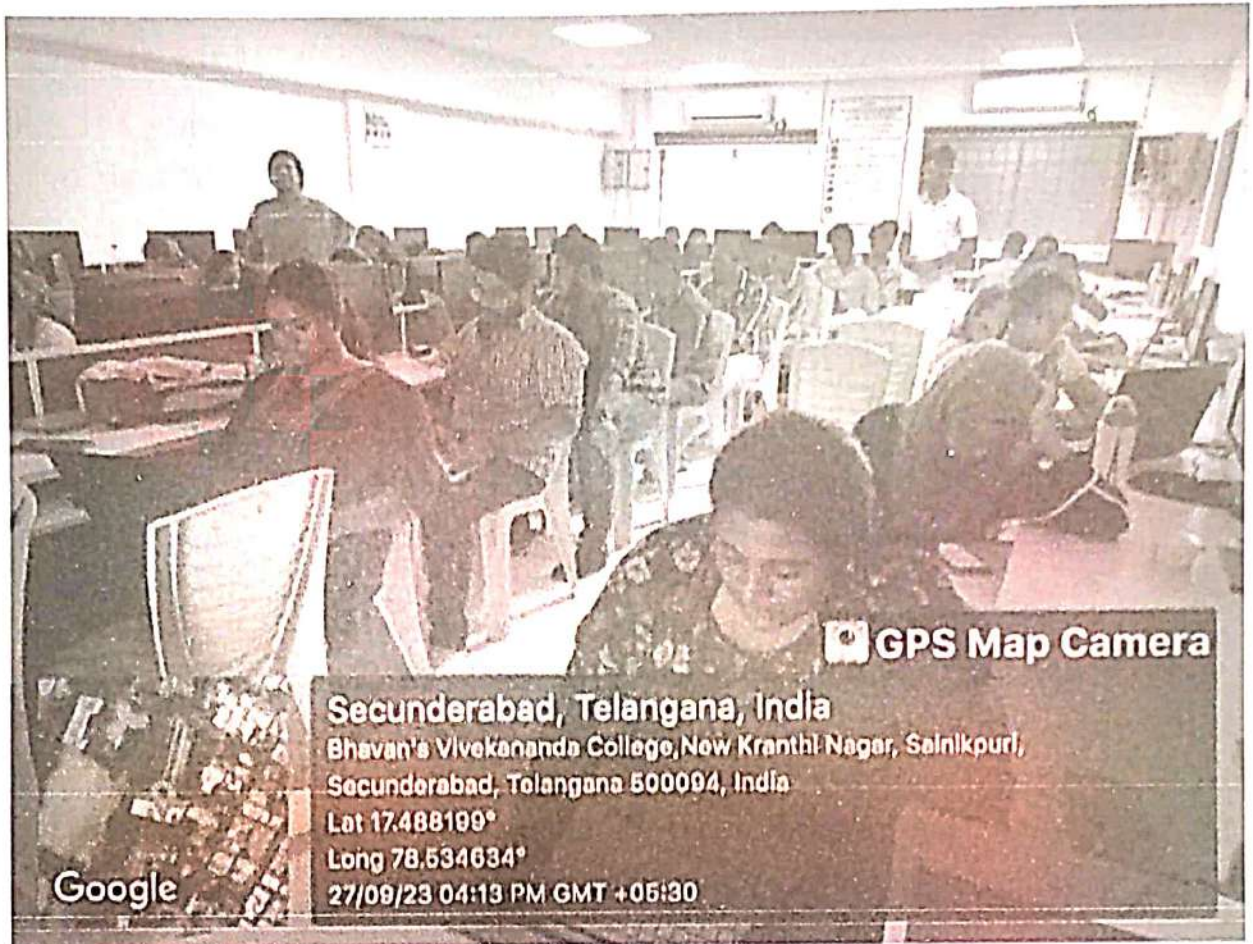 GPS Map Camera
Secunderabad, Telangana, India
Bhavan's Vivekananda College,New Kranthi Nagar, Sainikpuri,
Secunderabad, Telangana 500094, India
Lat 17.488199°
Long 78.534634°
27/09/23 04:13 PM GMT +05:30
Google